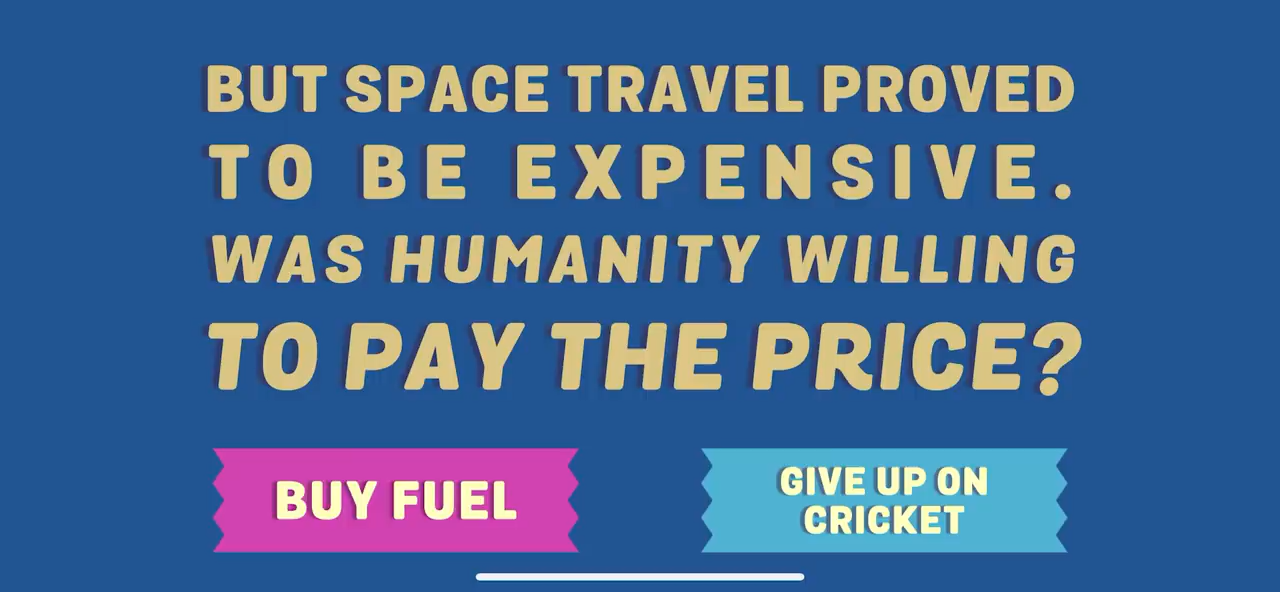 BUT SPACE TRAVEL PROVED
TO BE EXPENSIVE.
WAS HUMANITY WILLING
TO PAY THE PRICE?
BUY FUEL
GIVE UP ON
CRICKET